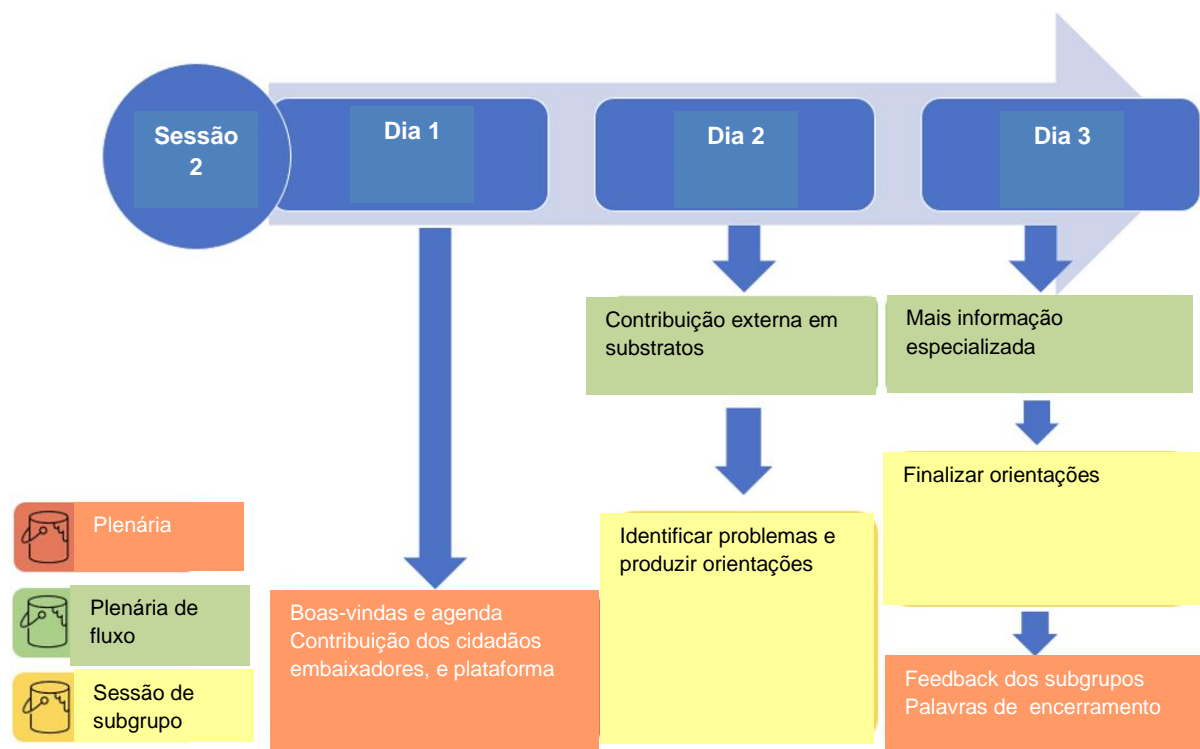 Sessão
2
Dia 1
Dia 2
Dia 3
Contribuição externa em
substratos
Mais informação
especializada
Finalizar orientações
Identificar problemas e
produzir orientações
Plenária
Plenária de
fluxo
Sessão de
subgrupo
Boas-vindas e agenda
Contribuição dos cidadãos
embaixadores, e plataforma
Feedback dos subgrupos
Palavras de encerramento